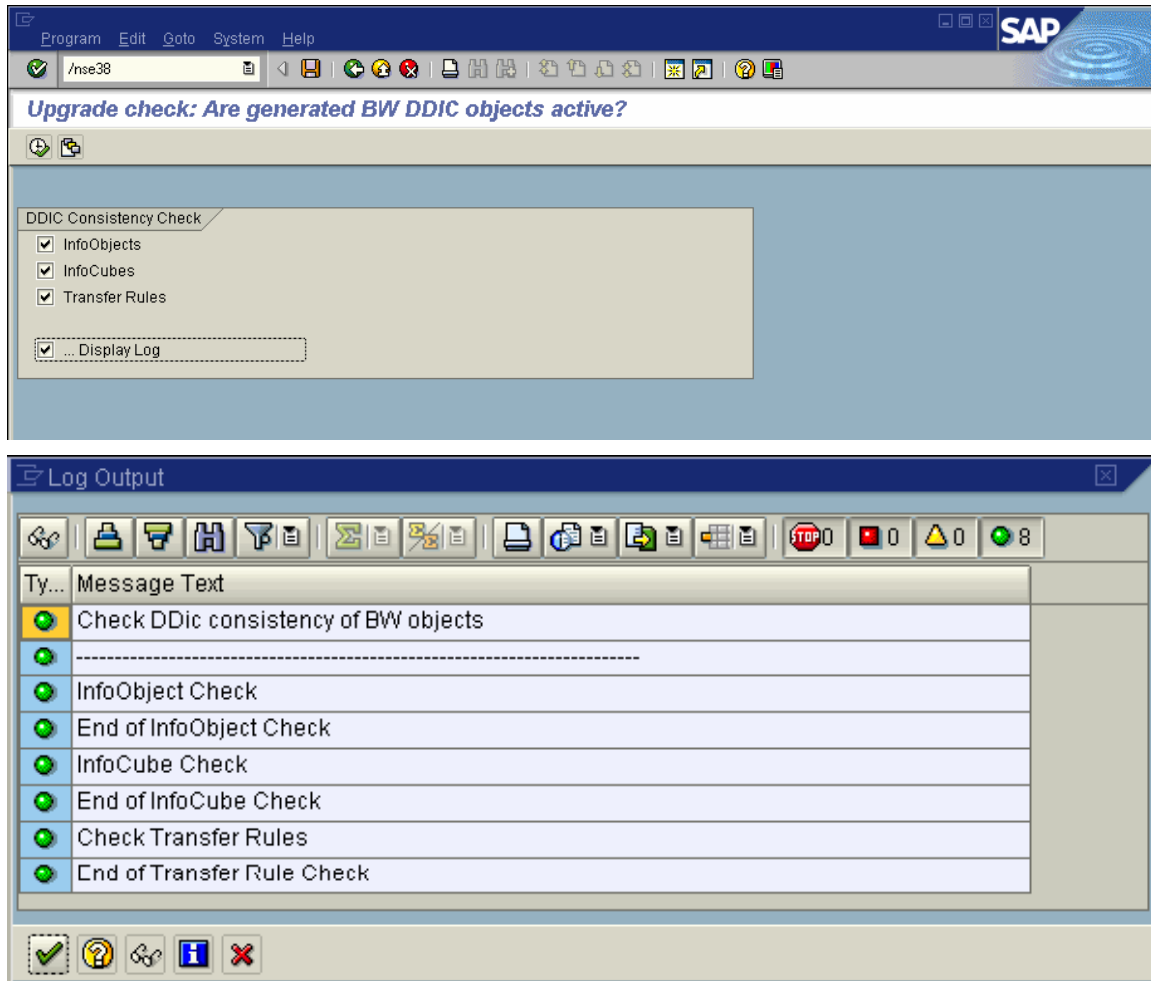 Program Edit Goto System Help
SAP
/nse38
Upgrade check: Are generated BW DDIC objects active?
DDIC Consistency Check
InfoObjects
InfoCubes
Transfer Rules
... Display Log
Log Output
STOP 0 0 0 8
Ty... Message Text
Check DDic consistency of BW objects
-------------------------------------------------------------------------
InfoObject Check
End of InfoObject Check
InfoCube Check
End of InfoCube Check
Check Transfer Rules
End of Transfer Rule Check